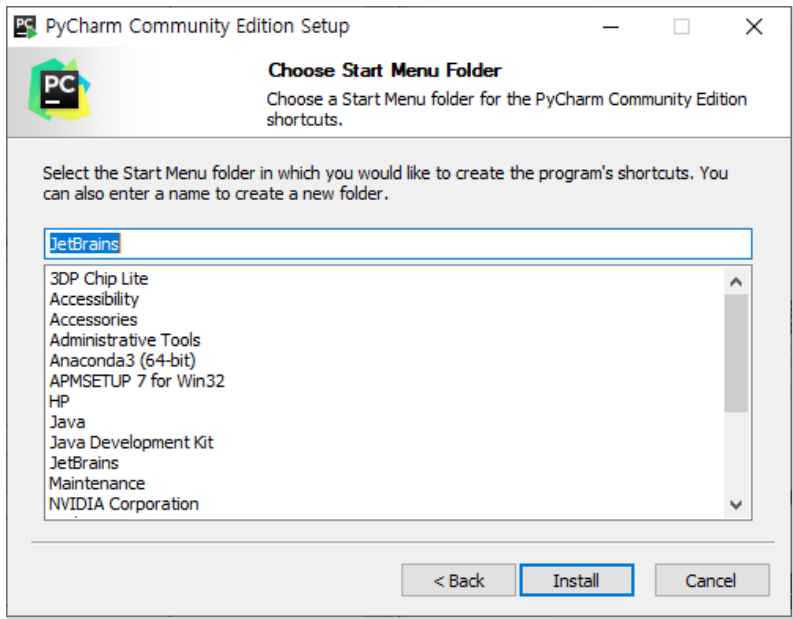 PC PyCharm Community Edition Setup
PC
Choose Start Menu Folder
Choose a Start Menu folder for the PyCharm Community Edition
shortcuts.
Select the Start Menu folder in which you would like to create the program's shortcuts. You
can also enter a name to create a new folder.
JetBrains
3DP Chip Lite
Accessibility
Accessories
Administrative Tools
Anaconda3 (64-bit)
APMSETUP 7 for Win32
HP
Java
Java Development Kit
JetBrains
Maintenance
NVIDIA Corporation
< Back Install Cancel